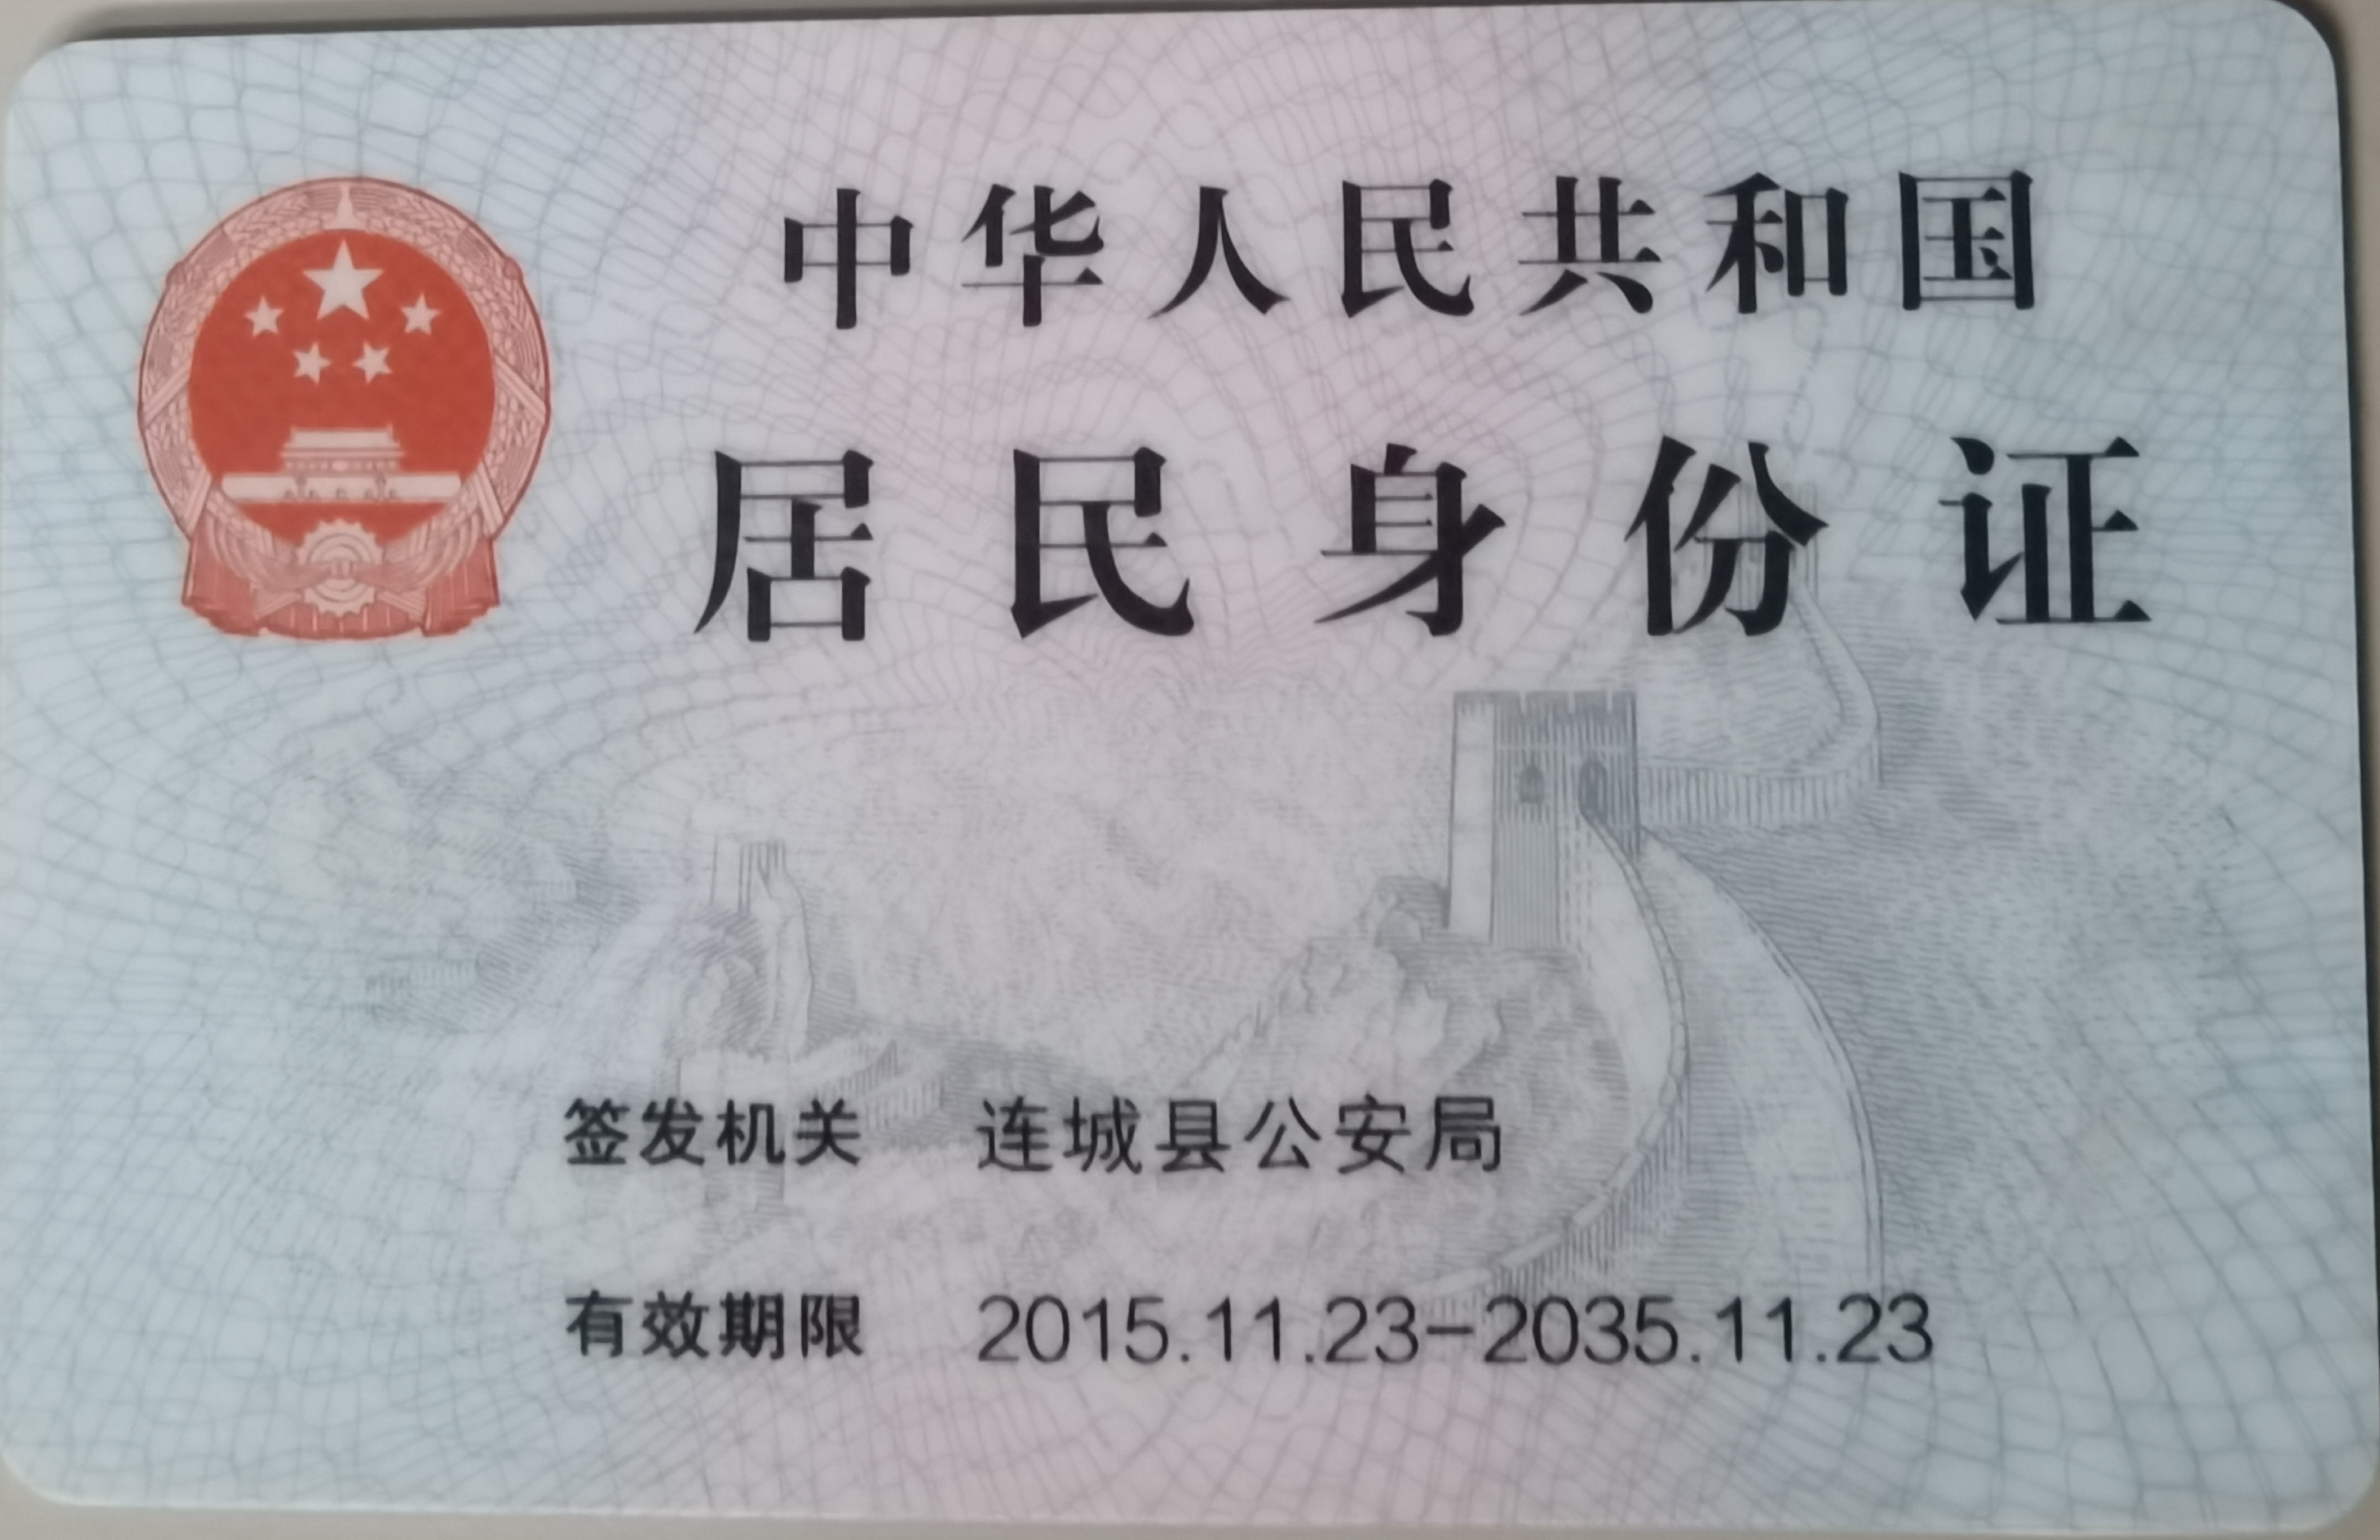 中华人民共和国
居民身份证
签发机关 连城县公安局
有效期限 2015.11.23-2035.11.23